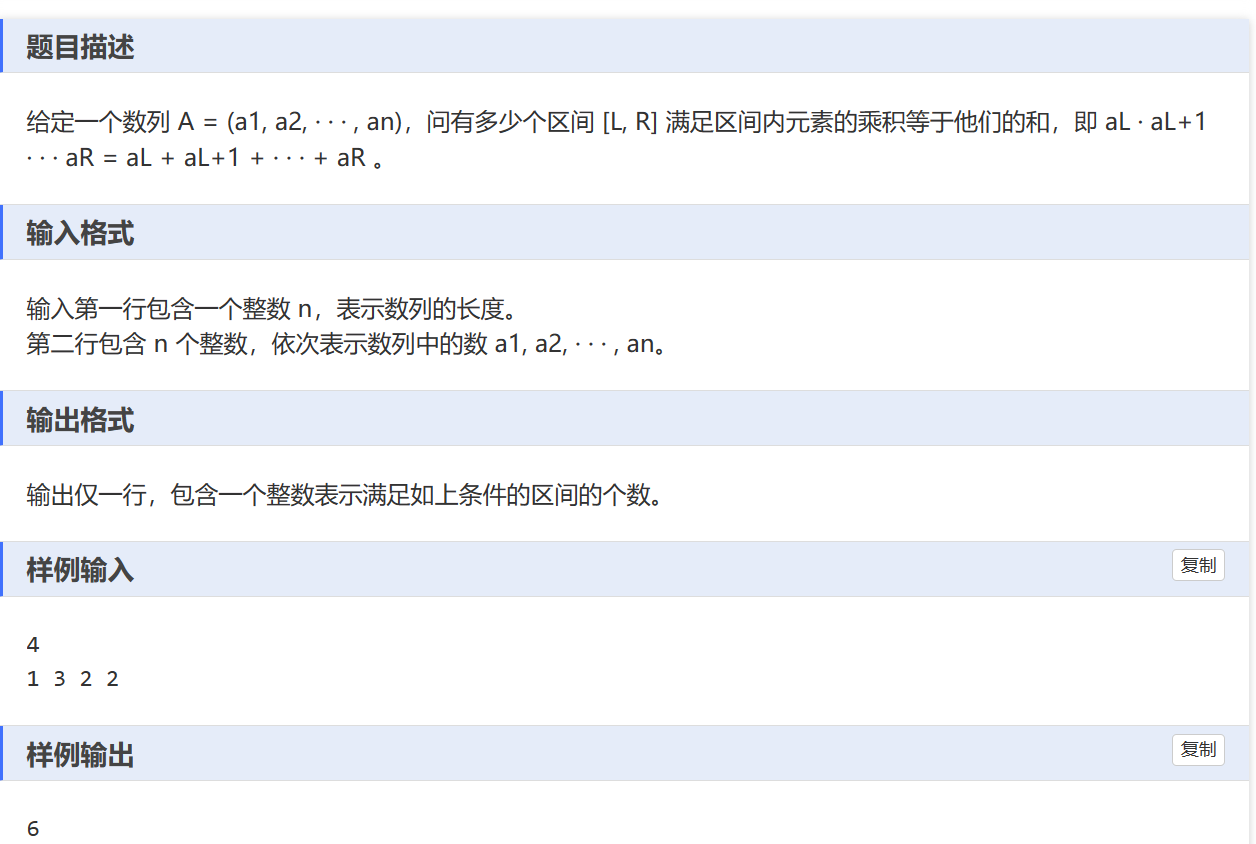 题目描述
给定一个数列 A = (a1, a2, · · · , an)，问有多少个区间 [L, R] 满足区间内元素的乘积等于他们的和，即 aL · aL+1
· · · aR = aL + aL+1 + · · · + aR 。
输入格式
输入第一行包含一个整数 n，表示数列的长度。
第二行包含 n 个整数，依次表示数列中的数 a1, a2, · · · , an。
输出格式
输出仅一行，包含一个整数表示满足如上条件的区间的个数。
样例输入
复制
4
1 3 2 2
样例输出
复制
6